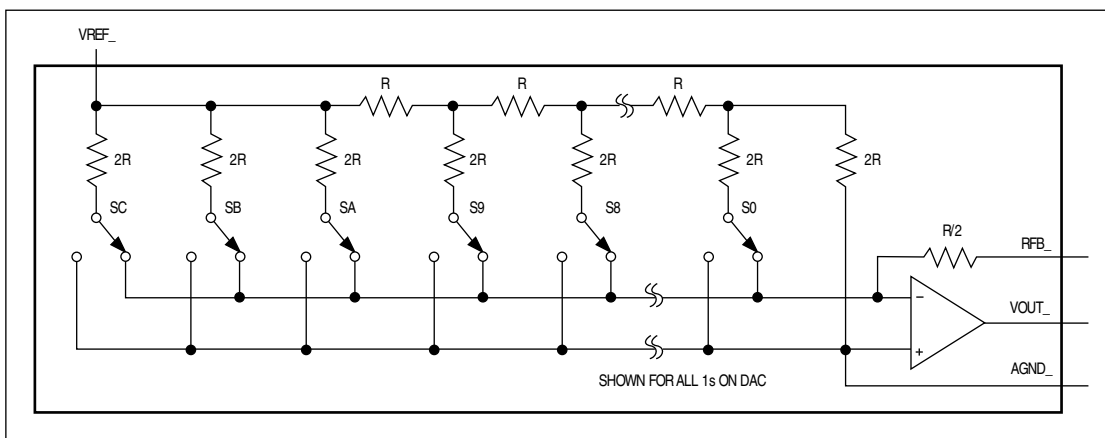 VREF_
R R R
2R 2R 2R 2R 2R 2R 2R
SC SB SA S9 S8 S0
R/2
RFB_
VOUT_
−
+
AGND_
SHOWN FOR ALL 1s ON DAC